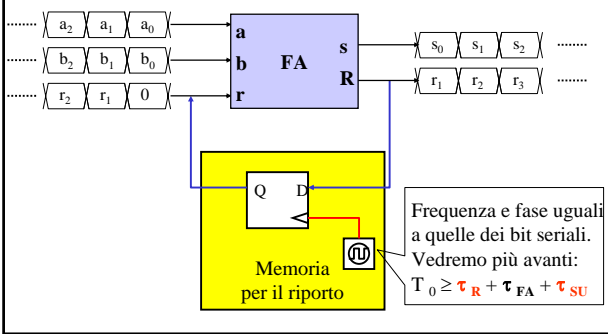 ........ a₂ a₁ a₀ a
s s₀ s₁ s₂ ........
........ b₂ b₁ b₀ b FA
R r₁ r₂ r₃ ........
........ r₂ r₁ 0 r
Q D
Memoria
per il riporto
Frequenza e fase uguali
a quelle dei bit seriali.
Vedremo più avanti:
T ₀ ≥ τ R + τ FA + τ SU